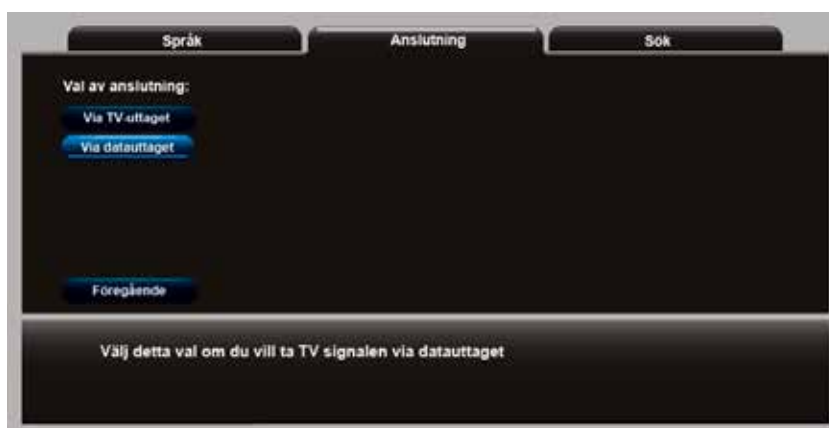 Språk Anslutning Sök
Val av anslutning:
Via TV-uttaget
Via datauttaget
Föregående
Välj detta val om du vill ta TV signalen via datauttaget